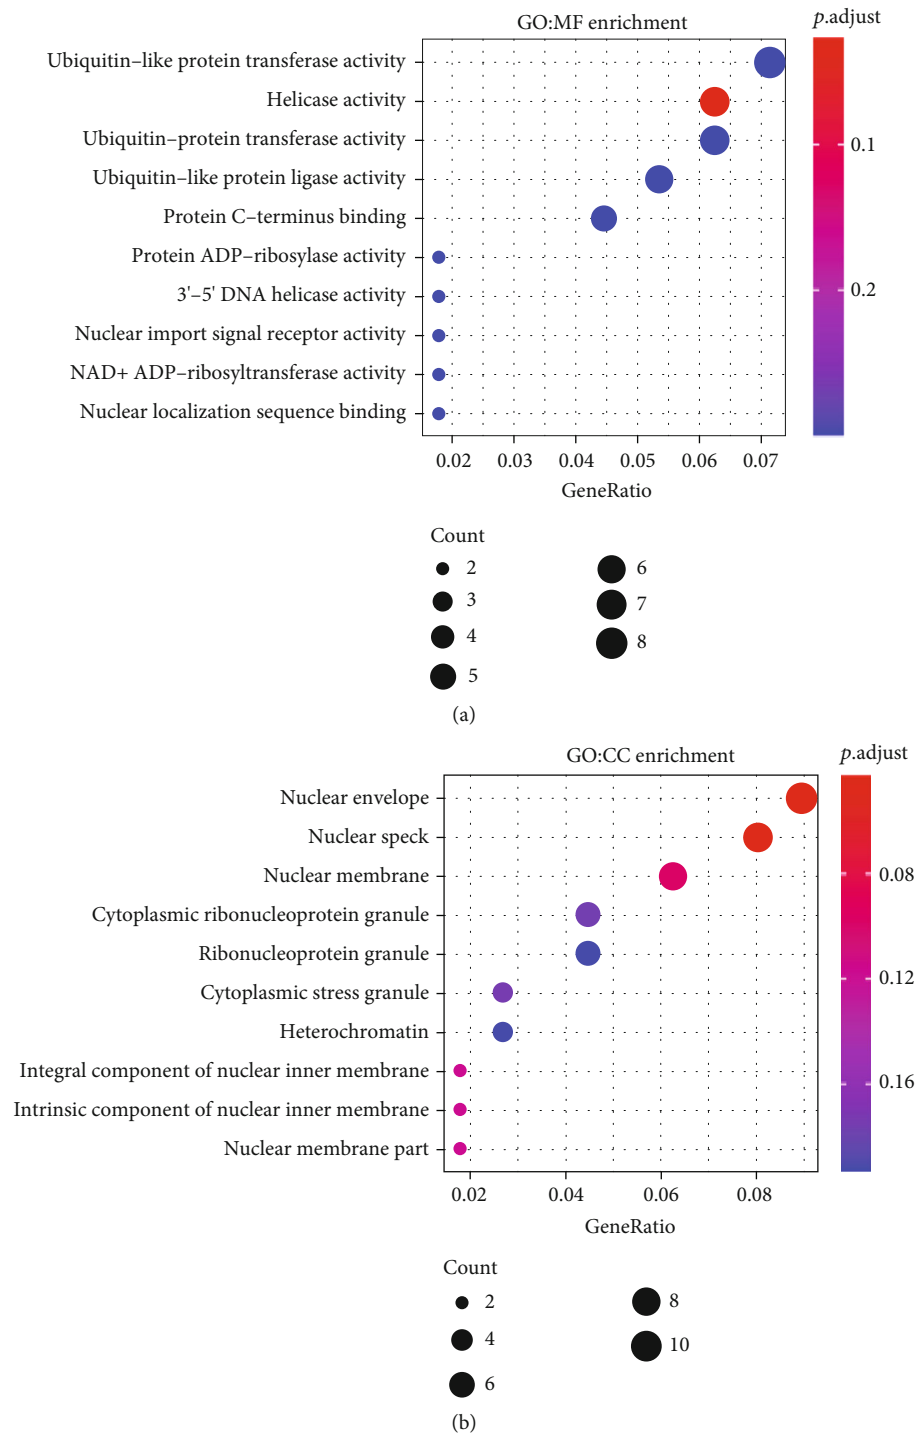 GO:MF enrichment
p.adjust
Ubiquitin–like protein transferase activity
Helicase activity
Ubiquitin–protein transferase activity
Ubiquitin–like protein ligase activity
Protein C–terminus binding
Protein ADP–ribosylase activity
3'–5' DNA helicase activity
Nuclear import signal receptor activity
NAD+ ADP–ribosyltransferase activity
Nuclear localization sequence binding
0.1
0.2
0.02 0.03 0.04 0.05 0.06 0.07
GeneRatio
Count
2 6
3 7
4 8
5
(a)
GO:CC enrichment
p.adjust
Nuclear envelope
Nuclear speck
Nuclear membrane
Cytoplasmic ribonucleoprotein granule
Ribonucleoprotein granule
Cytoplasmic stress granule
Heterochromatin
Integral component of nuclear inner membrane
Intrinsic component of nuclear inner membrane
Nuclear membrane part
0.08
0.12
0.16
0.02 0.04 0.06 0.08
GeneRatio
Count
2 8
4 10
6
(b)